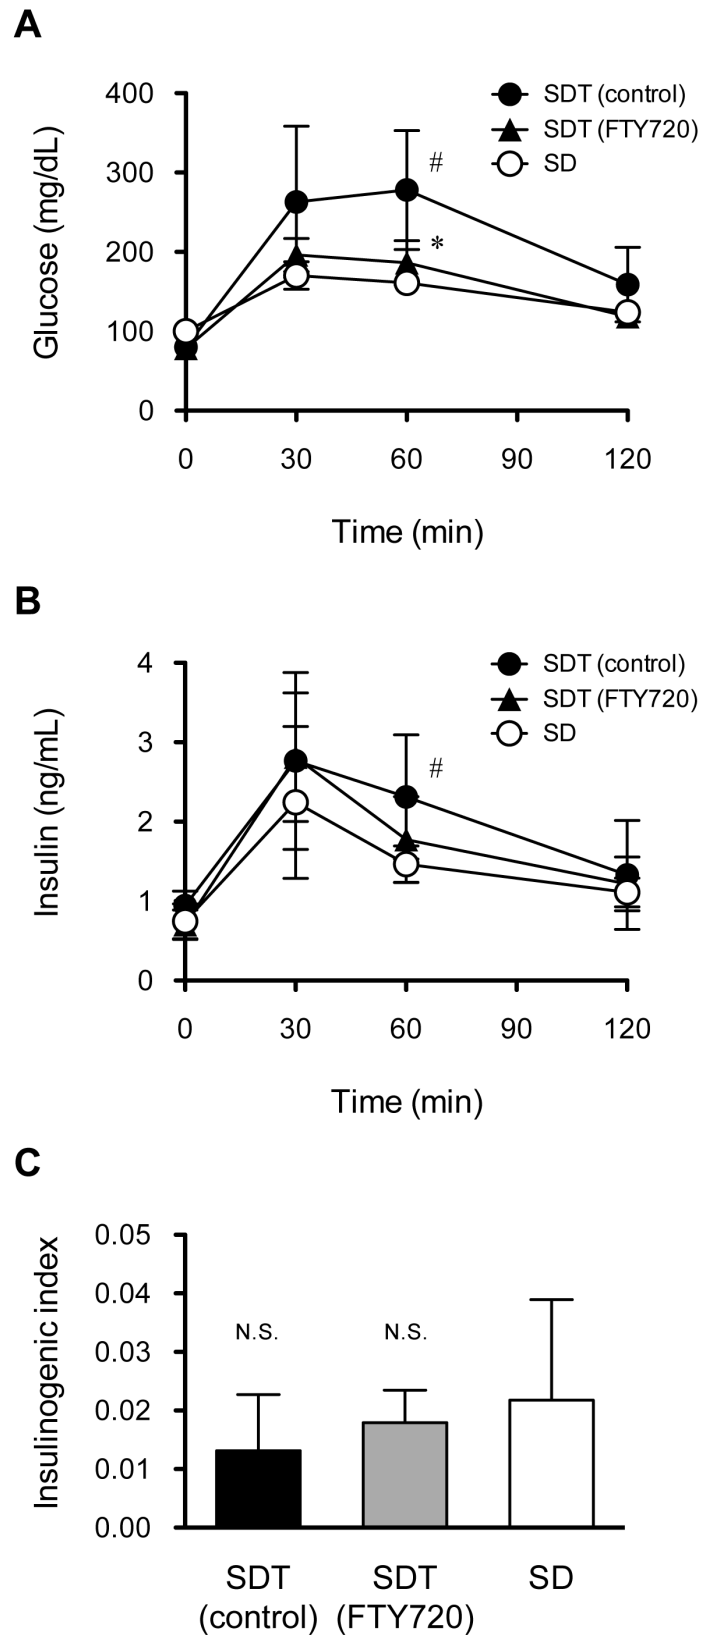 A
400
300
200
100
0
Glucose (mg/dL)
SDT (control)
SDT (FTY720)
SD
#
*
0 30 60 90 120
Time (min)
B
4
3
2
1
0
Insulin (ng/mL)
SDT (control)
SDT (FTY720)
SD
#
0 30 60 90 120
Time (min)
C
0.05
0.04
0.03
0.02
0.01
0.00
Insulinogenic index
N.S. N.S.
SDT SDT SD
(control) (FTY720)